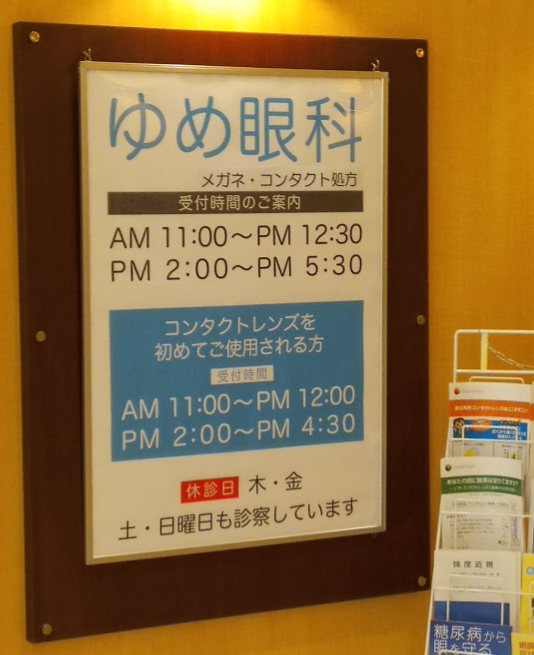 ゆめ眼科
メガネ・コンタクト処方
受付時間のご案内
AM 11:00〜PM 12:30
PM 2:00〜PM 5:30
コンタクトレンズを
初めてご使用される方
受付時間
AM 11:00〜PM 12:00
PM 2:00〜PM 4:30
休診日 木・金
土・日曜日も診察しています
強度近視
糖尿病から
眼を守る